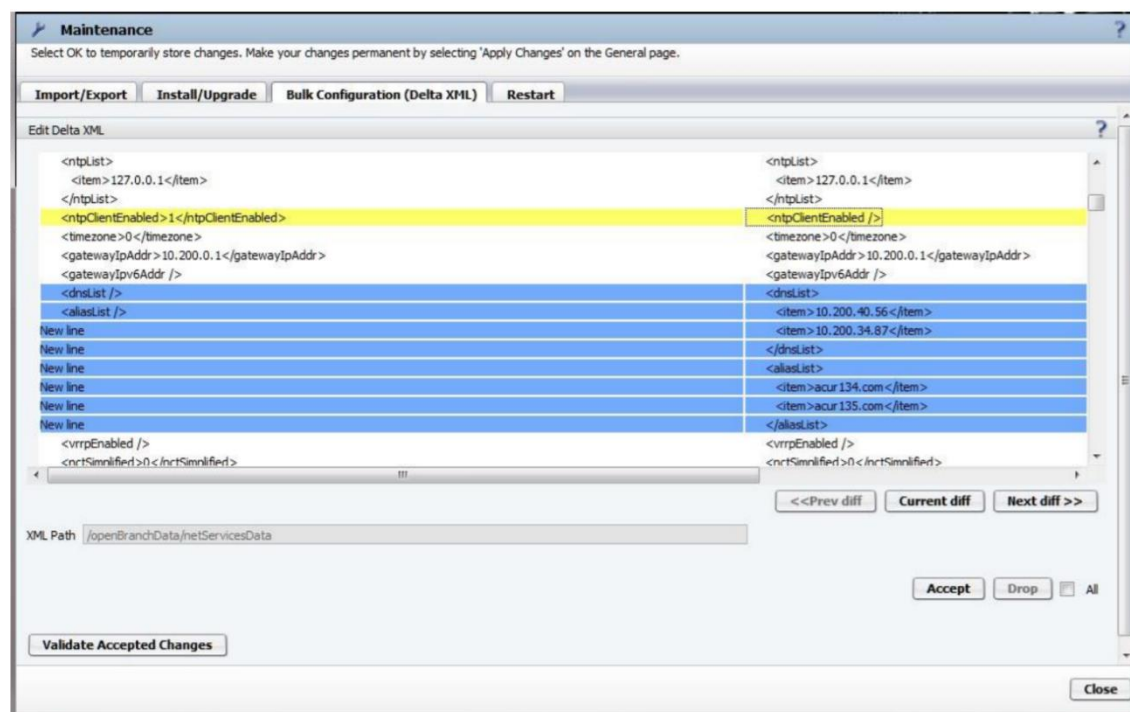 Maintenance ?
Select OK to temporarily store changes. Make your changes permanent by selecting 'Apply Changes' on the General page.
Import/Export Install/Upgrade Bulk Configuration (Delta XML) Restart
Edit Delta XML ?
<ntpList> <ntpList>
<item>127.0.0.1</item> <item>127.0.0.1</item>
</ntpList> </ntpList>
<ntpClientEnabled>1</ntpClientEnabled> <ntpClientEnabled />
<timezone>0</timezone> <timezone>0</timezone>
<gatewayIpAddr>10.200.0.1</gatewayIpAddr> <gatewayIpAddr>10.200.0.1</gatewayIpAddr>
<gatewayIpv6Addr /> <gatewayIpv6Addr />
<dnsList /> <dnsList>
<aliasList /> <item>10.200.40.56</item>
New line <item>10.200.34.87</item>
New line </dnsList>
New line <aliasList>
New line <item>acur134.com</item>
New line <item>acur135.com</item>
New line </aliasList>
<vrrpEnabled /> <vrrpEnabled />
<nctSimplified>0</nctSimplified> <nctSimplified>0</nctSimplified>
<<Prev diff Current diff Next diff >>
XML Path /openBranchData/netServicesData
Accept Drop All
Validate Accepted Changes
Close